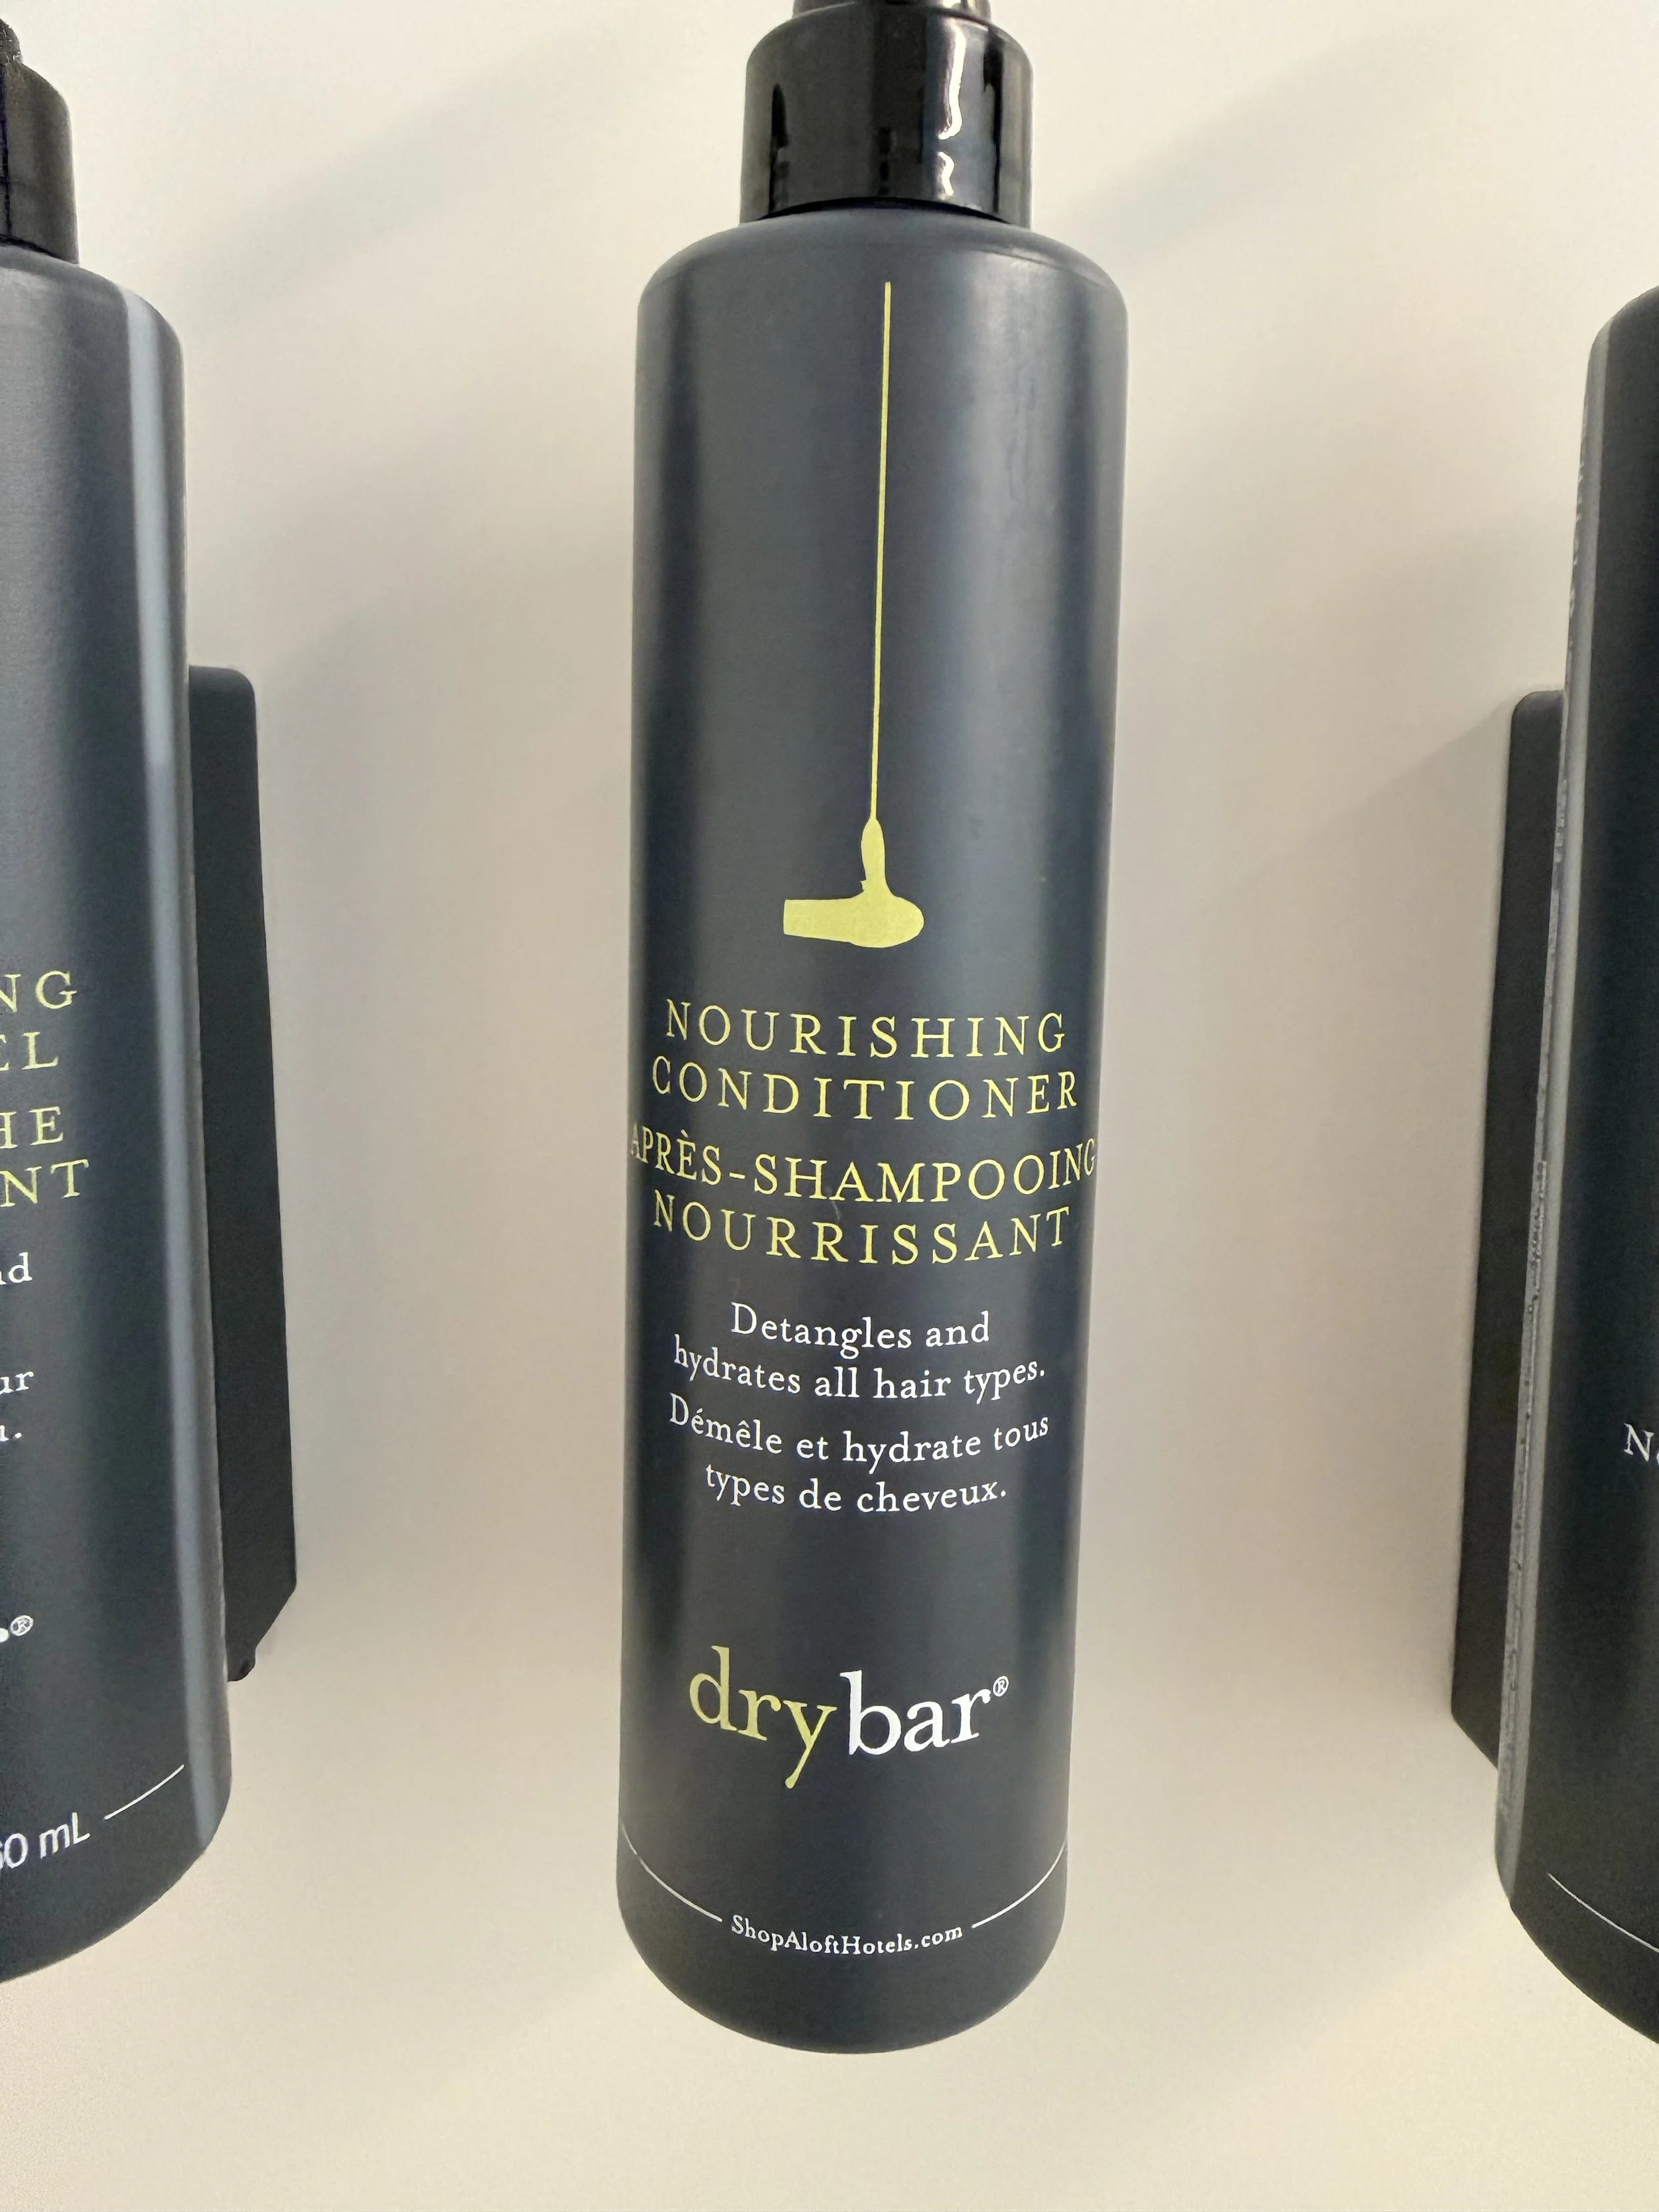 NOURISHING
CONDITIONER
APRÈS-SHAMPOOING
NOURRISSANT
Detangles and
hydrates all hair types.
Démêle et hydrate tous
types de cheveux.
drybar®
ShopAloftHotels.com
mL